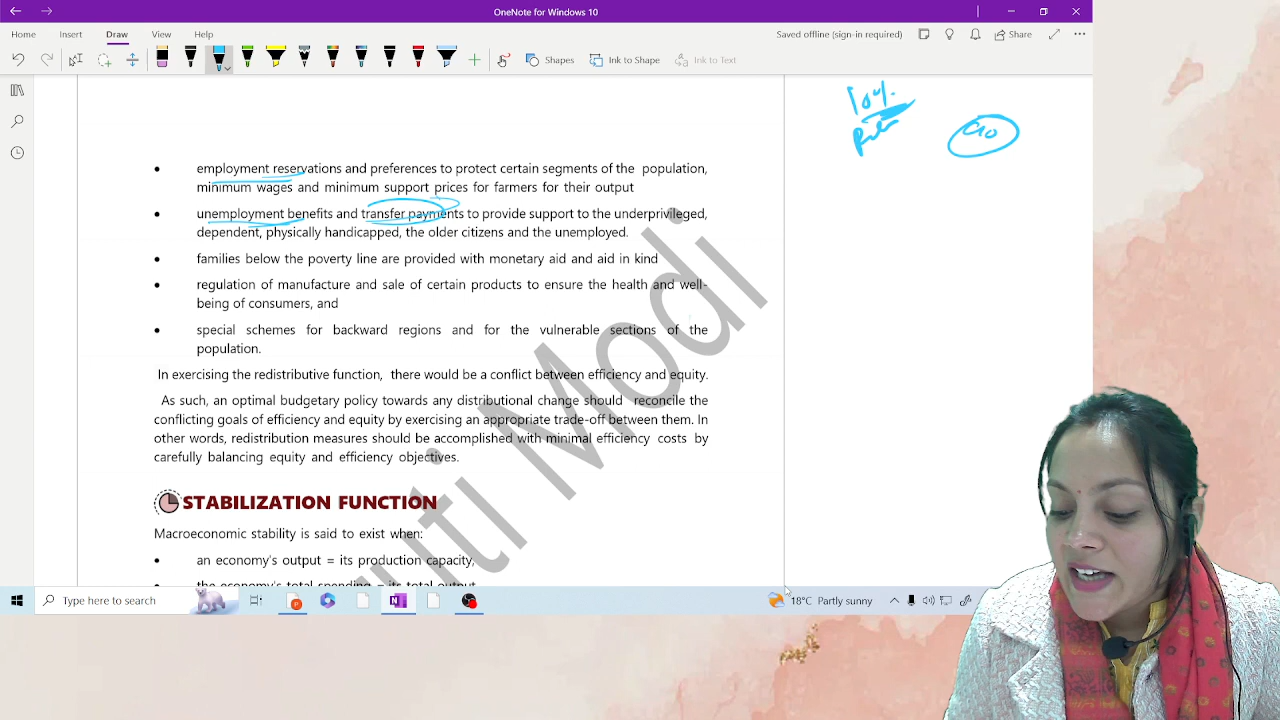 OneNote for Windows 10
Home Insert Draw View Help Saved offline (sign-in required) Share
Shapes Ink to Shape Ink to Text
10%
90
• employment reservations and preferences to protect certain segments of the population,
minimum wages and minimum support prices for farmers for their output
• unemployment benefits and transfer payments to provide support to the underprivileged,
dependent, physically handicapped, the older citizens and the unemployed.
• families below the poverty line are provided with monetary aid and aid in kind
• regulation of manufacture and sale of certain products to ensure the health and well-
being of consumers, and
• special schemes for backward regions and for the vulnerable sections of the
population.
In exercising the redistributive function, there would be a conflict between efficiency and equity.
As such, an optimal budgetary policy towards any distributional change should reconcile the
conflicting goals of efficiency and equity by exercising an appropriate trade-off between them. In
other words, redistribution measures should be accomplished with minimal efficiency costs by
carefully balancing equity and efficiency objectives.
STABILIZATION FUNCTION
Macroeconomic stability is said to exist when:
• an economy's output = its production capacity,
• the economy's total spending = its total output
Modi
Type here to search 18°C Partly sunny